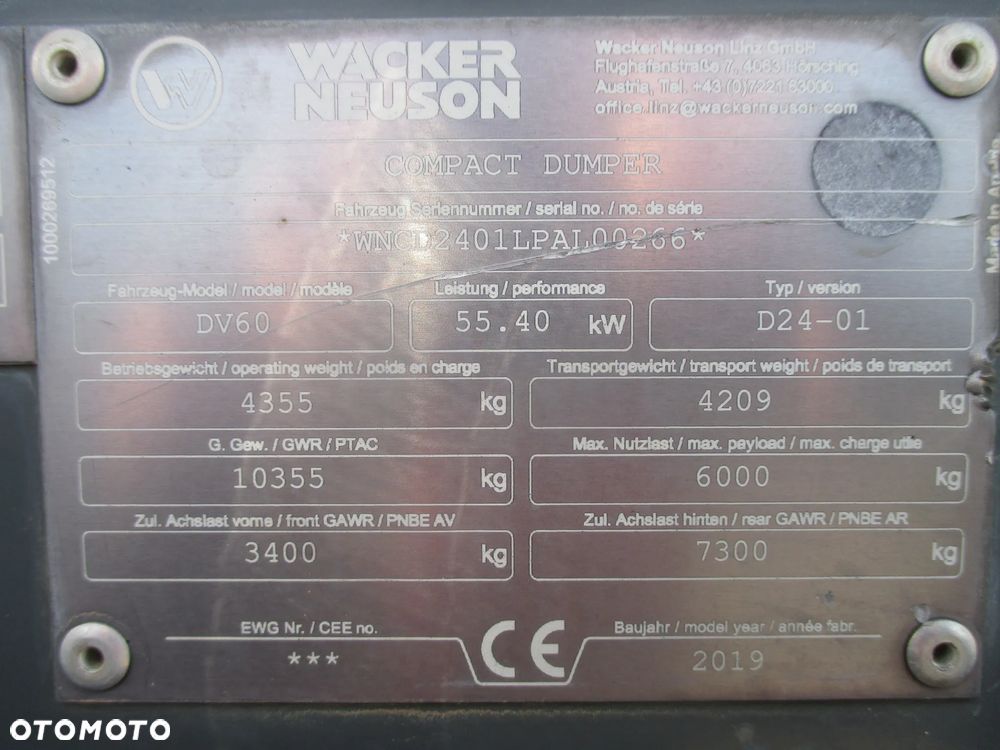 WACKER
NEUSON
Wacker Neuson Linz GmbH
Flughafenstraße 7, 4063 Hörsching
Austria, Tel. +43 (0)7221 63000
office.linz@wackerneuson.com
COMPACT DUMPER
Fahrzeug-Seriennummer / serial no. / no. de série
*WNCD2401LPAL00266*
Fahrzeug-Model / model / modèle
Leistung / performance
Typ / version
DV60
55.40 kW
D24-01
Betriebsgewicht / operating weight / poids en charge
Transportgewicht / transport weight / poids de transport
4355 kg
4209 kg
G. Gew. / GWR / PTAC
Max. Nutzlast / max. payload / max. charge utile
10355 kg
6000 kg
Zul. Achslast vorne / front GAWR / PNBE AV
Zul. Achslast hinten / rear GAWR / PNBE AR
3400 kg
7300 kg
EWG Nr. / CEE no.
CE
Baujahr / model year / année fabr.
***
2019
1000269512
Made in Austria
OTOMOTO